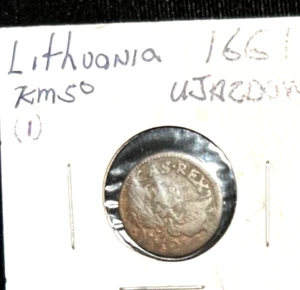 Lithuania 1661
KM50 UJAZDOW
(1)
CAS·REX